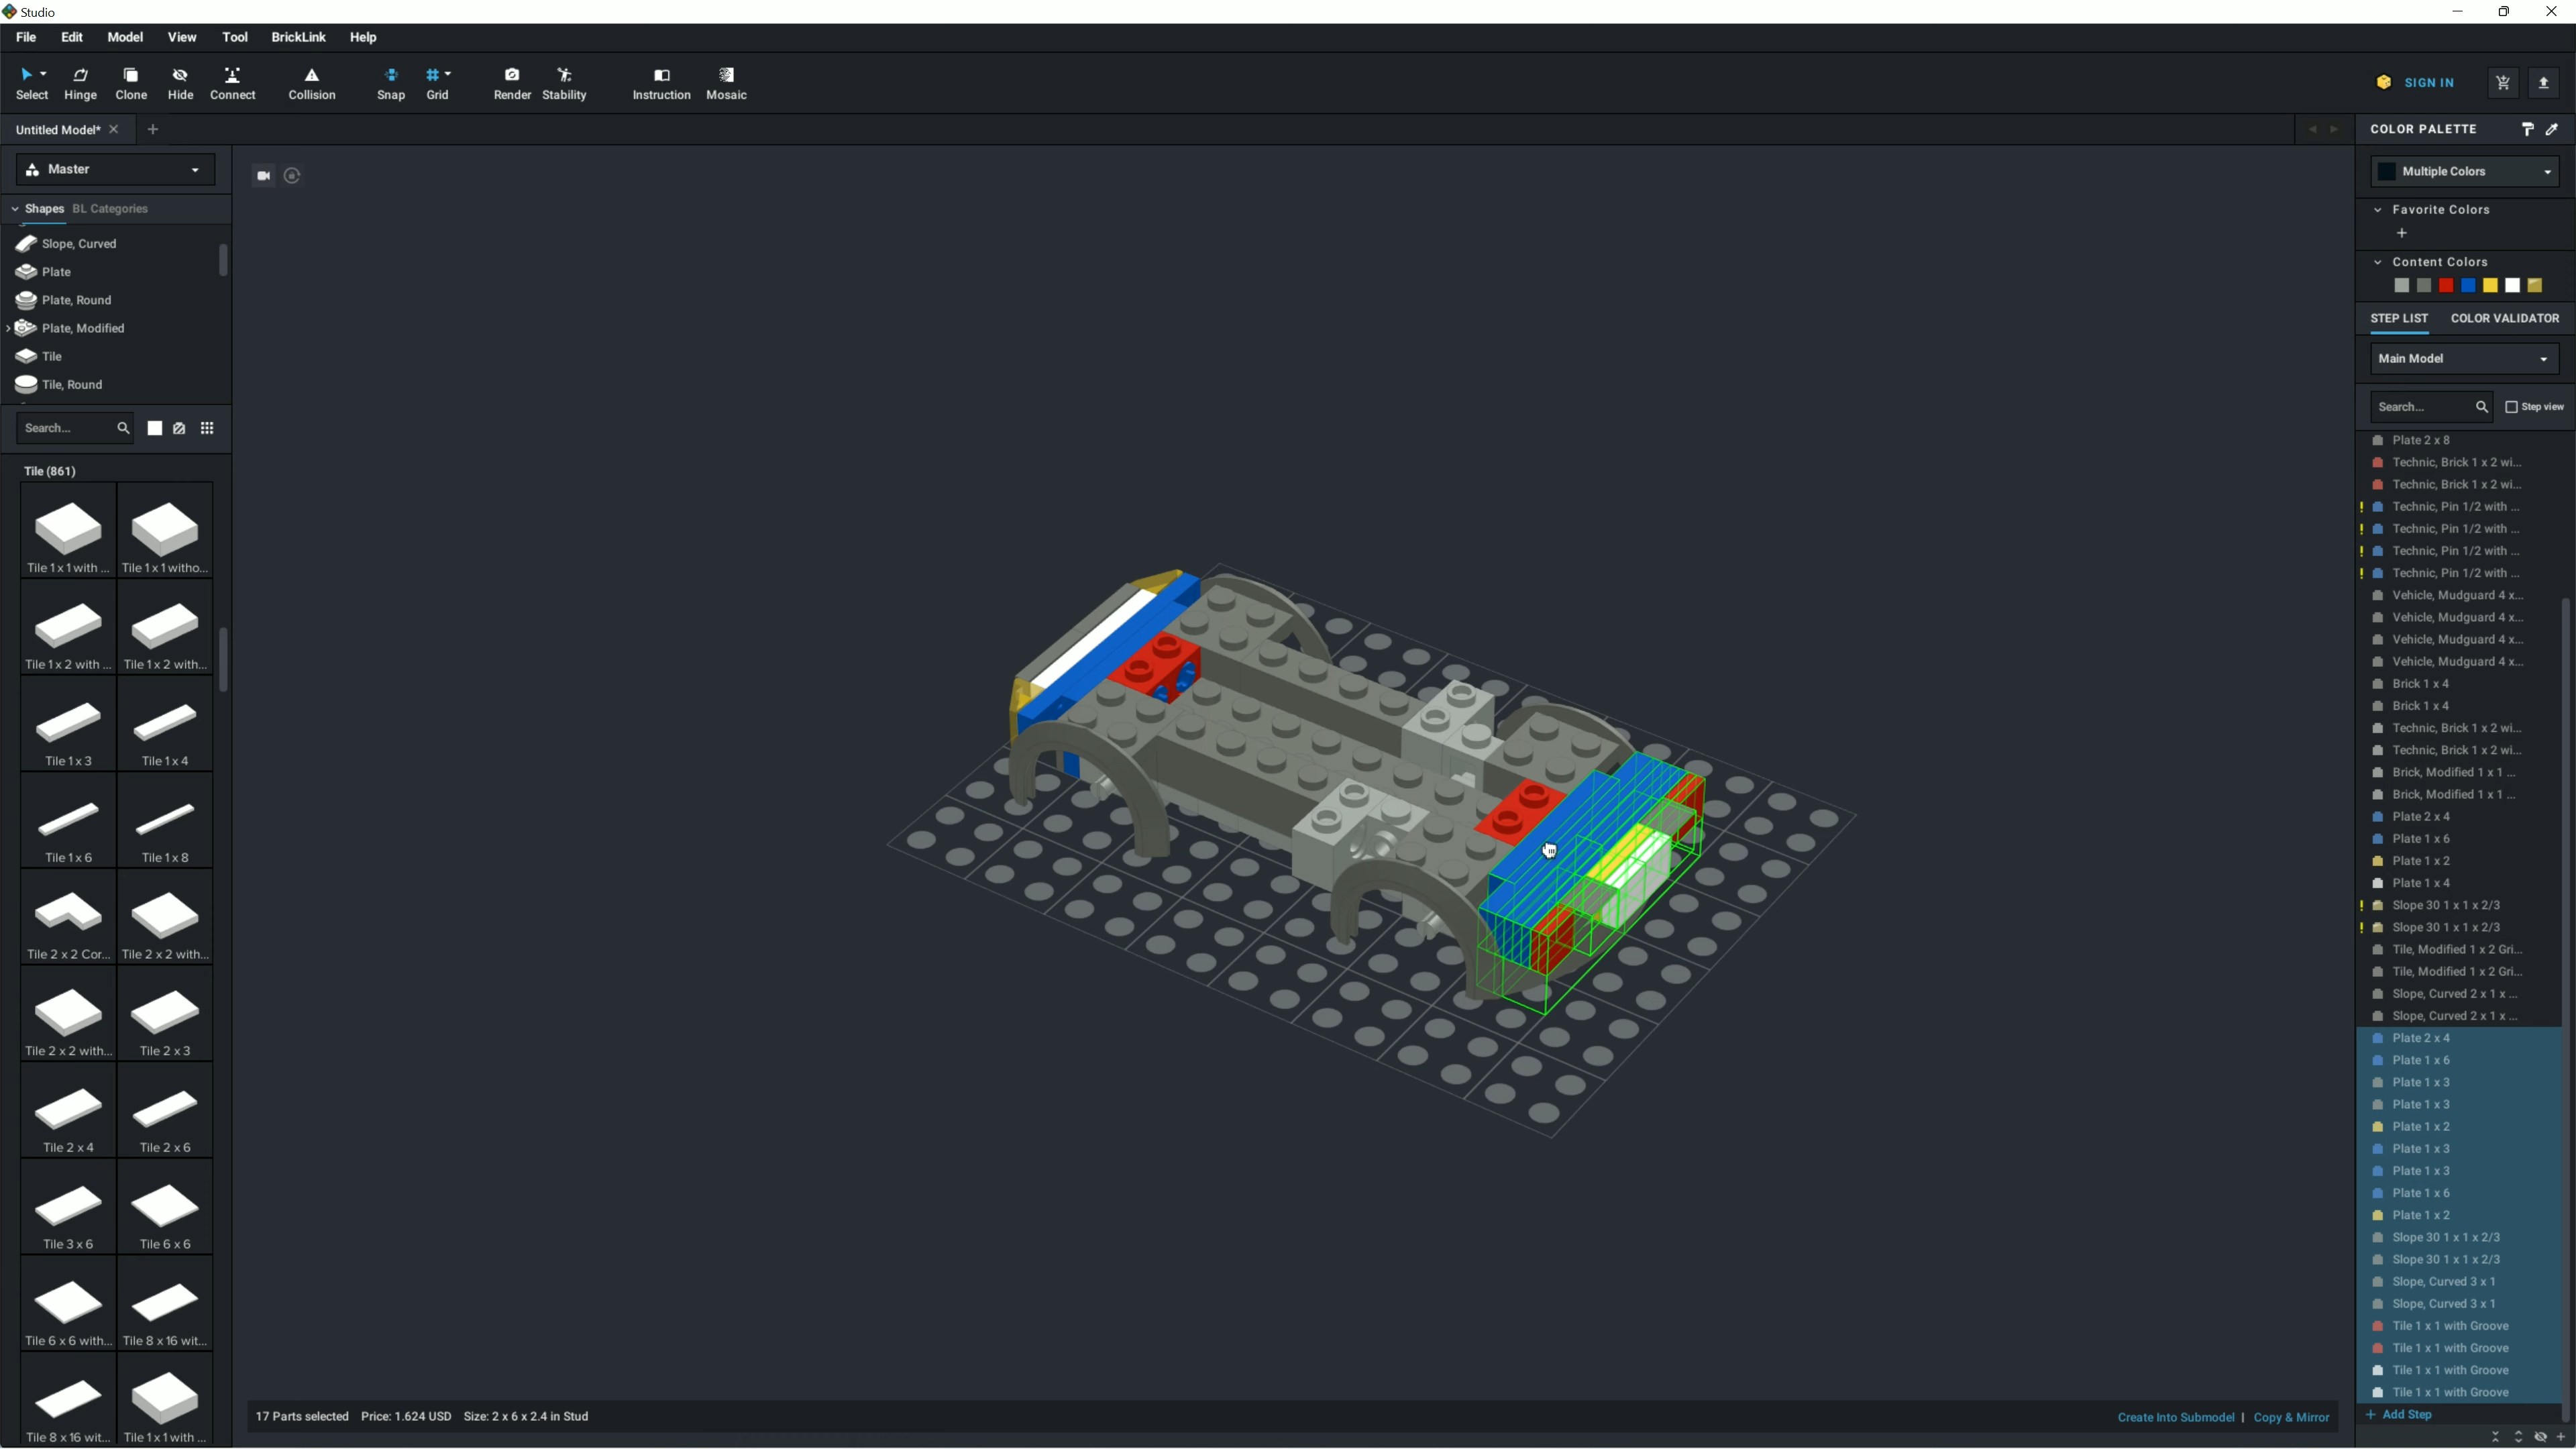 Studio
File Edit Model View Tool BrickLink Help
Select Hinge Clone Hide Connect Collision Snap Grid Render Stability Instruction Mosaic
SIGN IN
Untitled Model*
COLOR PALETTE
Master
Multiple Colors
Shapes BL Categories
Favorite Colors
Slope, Curved
Content Colors
Plate
Plate, Round
STEP LIST COLOR VALIDATOR
Plate, Modified
Tile
Main Model
Tile, Round
Search...
Search... Step view
Tile (861)
Tile 1 x 1 with ... Tile 1 x 1 witho...
Tile 1 x 2 with ... Tile 1 x 2 with...
Tile 1 x 3 Tile 1 x 4
Tile 1 x 6 Tile 1 x 8
Tile 2 x 2 Cor... Tile 2 x 2 with...
Tile 2 x 2 with... Tile 2 x 3
Tile 2 x 4 Tile 2 x 6
Tile 3 x 6 Tile 6 x 6
Tile 6 x 6 with... Tile 8 x 16 wit...
Tile 8 x 16 wit... Tile 1 x 1 with ...
Plate 2 x 8
Technic, Brick 1 x 2 wi...
Technic, Brick 1 x 2 wi...
! Technic, Pin 1/2 with ...
! Technic, Pin 1/2 with ...
! Technic, Pin 1/2 with ...
! Technic, Pin 1/2 with ...
Vehicle, Mudguard 4 x...
Vehicle, Mudguard 4 x...
Vehicle, Mudguard 4 x...
Vehicle, Mudguard 4 x...
Brick 1 x 4
Brick 1 x 4
Technic, Brick 1 x 2 wi...
Technic, Brick 1 x 2 wi...
Brick, Modified 1 x 1 ...
Brick, Modified 1 x 1 ...
Plate 2 x 4
Plate 1 x 6
Plate 1 x 2
Plate 1 x 4
! Slope 30 1 x 1 x 2/3
! Slope 30 1 x 1 x 2/3
Tile, Modified 1 x 2 Gri...
Tile, Modified 1 x 2 Gri...
Slope, Curved 2 x 1 x ...
Slope, Curved 2 x 1 x ...
Plate 2 x 4
Plate 1 x 6
Plate 1 x 3
Plate 1 x 3
Plate 1 x 2
Plate 1 x 3
Plate 1 x 3
Plate 1 x 6
Plate 1 x 2
Slope 30 1 x 1 x 2/3
Slope 30 1 x 1 x 2/3
Slope, Curved 3 x 1
Slope, Curved 3 x 1
Tile 1 x 1 with Groove
Tile 1 x 1 with Groove
Tile 1 x 1 with Groove
Tile 1 x 1 with Groove
+ Add Step
17 Parts selected Price: 1.624 USD Size: 2 x 6 x 2.4 in Stud
Create Into Submodel | Copy & Mirror